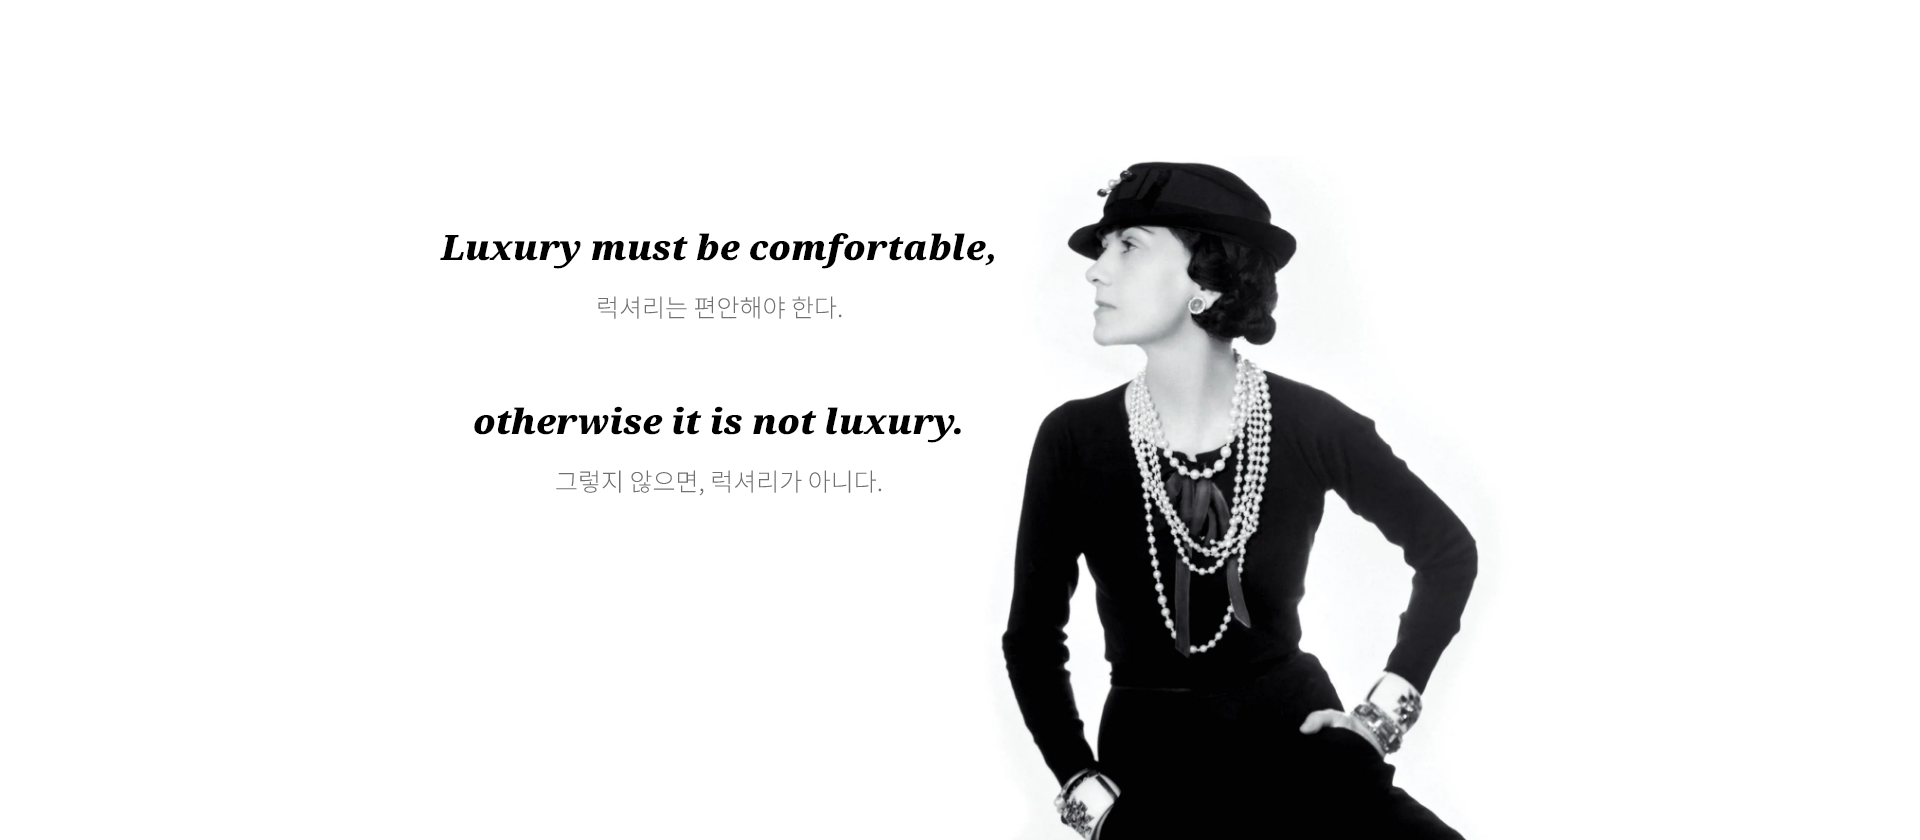 Luxury must be comfortable,
럭셔리는 편안해야 한다.
otherwise it is not luxury.
그렇지 않으면, 럭셔리가 아니다.